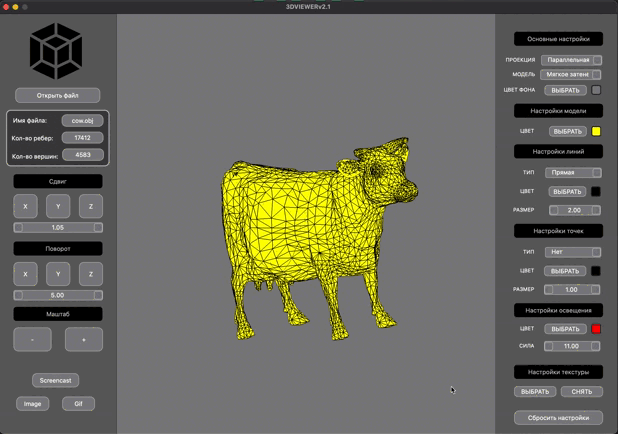 3DVIEWERv2.1
Открыть файл
Имя файла: cow.obj
Кол-во ребер: 17412
Кол-во вершин: 4583
Сдвиг
X Y Z
1.05
Поворот
X Y Z
5.00
Маштаб
- +
Screencast
Image Gif
Основные настройки
ПРОЕКЦИЯ Параллельная
МОДЕЛЬ Мягкое затене
ЦВЕТ ФОНА ВЫБРАТЬ
Настройки модели
ЦВЕТ ВЫБРАТЬ
Настройки линий
ТИП Прямая
ЦВЕТ ВЫБРАТЬ
РАЗМЕР 2.00
Настройки точек
ТИП Нет
ЦВЕТ ВЫБРАТЬ
РАЗМЕР 1.00
Настройки освещения
ЦВЕТ ВЫБРАТЬ
СИЛА 11.00
Настройки текстуры
ВЫБРАТЬ СНЯТЬ
Сбросить настройки